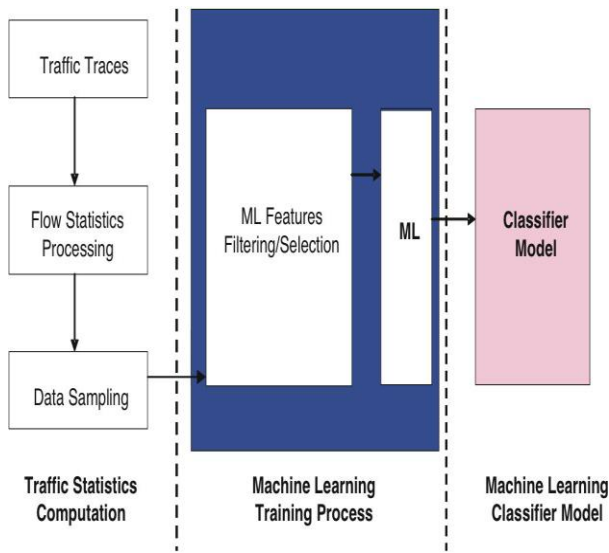 Traffic Traces
Flow Statistics
Processing
Data Sampling
Traffic Statistics
Computation
ML Features
Filtering/Selection
ML
Machine Learning
Training Process
Classifier
Model
Machine Learning
Classifier Model